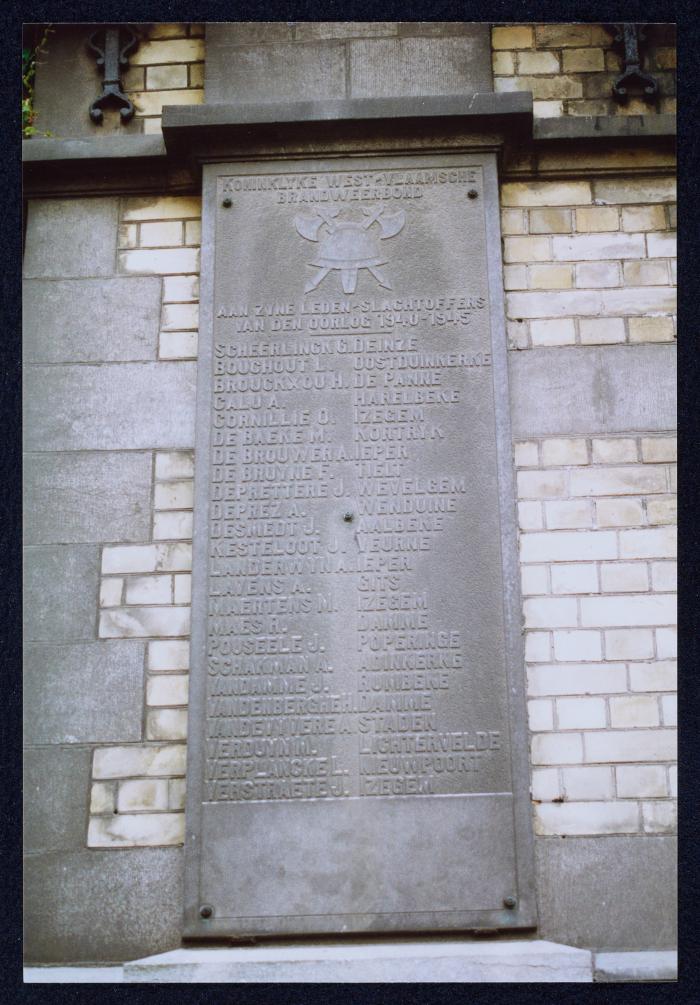 KONINKLYKE WEST-VLAAMSCHE
BRANDWEERBOND
AAN ZYNE LEDEN-SLACHTOFFERS
VAN DEN OORLOG 1940-1945
SCHEERLINCK G. DEINZE
BOUCHOUT L. OOSTDUINKERKE
BROUCKXOU H. DE PANNE
CALU A. HARELBEKE
CORNILLIE O. IZEGEM
DE BAEKE M. KORTRYK
DE BROUWER A. IEPER
DE BRUYNE F. TIELT
DEPRETTERE J. WEVELGEM
DEPREZ A. WENDUINE
DESMEDT J. AALBEKE
KESTELOOT J. VEURNE
LANDERWYN A. IEPER
LAVENS A. GITS
MAERTENS M. IZEGEM
MAES R. DAMME
POUSEELE J. POPERINGE
SCHAKMAN A. ADINKERKE
VANDAMME J. RUMBEKE
VANDENBERGHE H. DAMME
VANDEVYVERE A. STADEN
VERDUYN M. LICHTERVELDE
VERPLANCKE L. NIEUWPOORT
VERSTRAETE J. IZEGEM